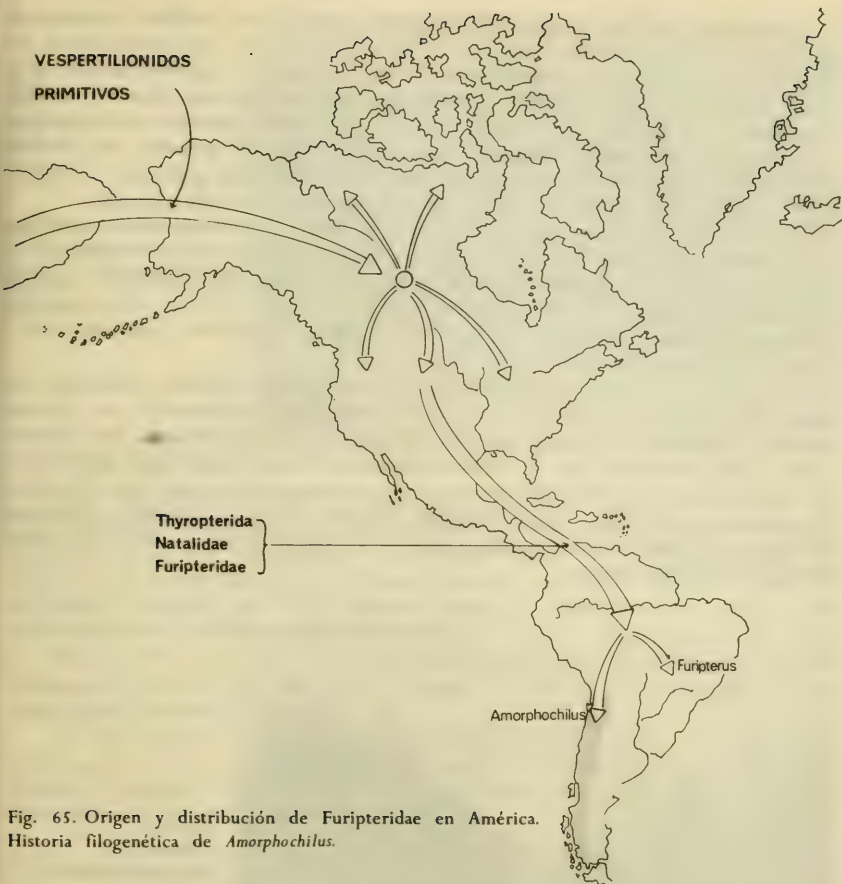 VESPERTILIONIDOS
PRIMITIVOS
Thyropterida
Natalidae
Furipteridae
Furipterus
Amorphochilus
Fig. 65. Origen y distribución de Furipteridae en América.
Historia filogenética de Amorphochilus.